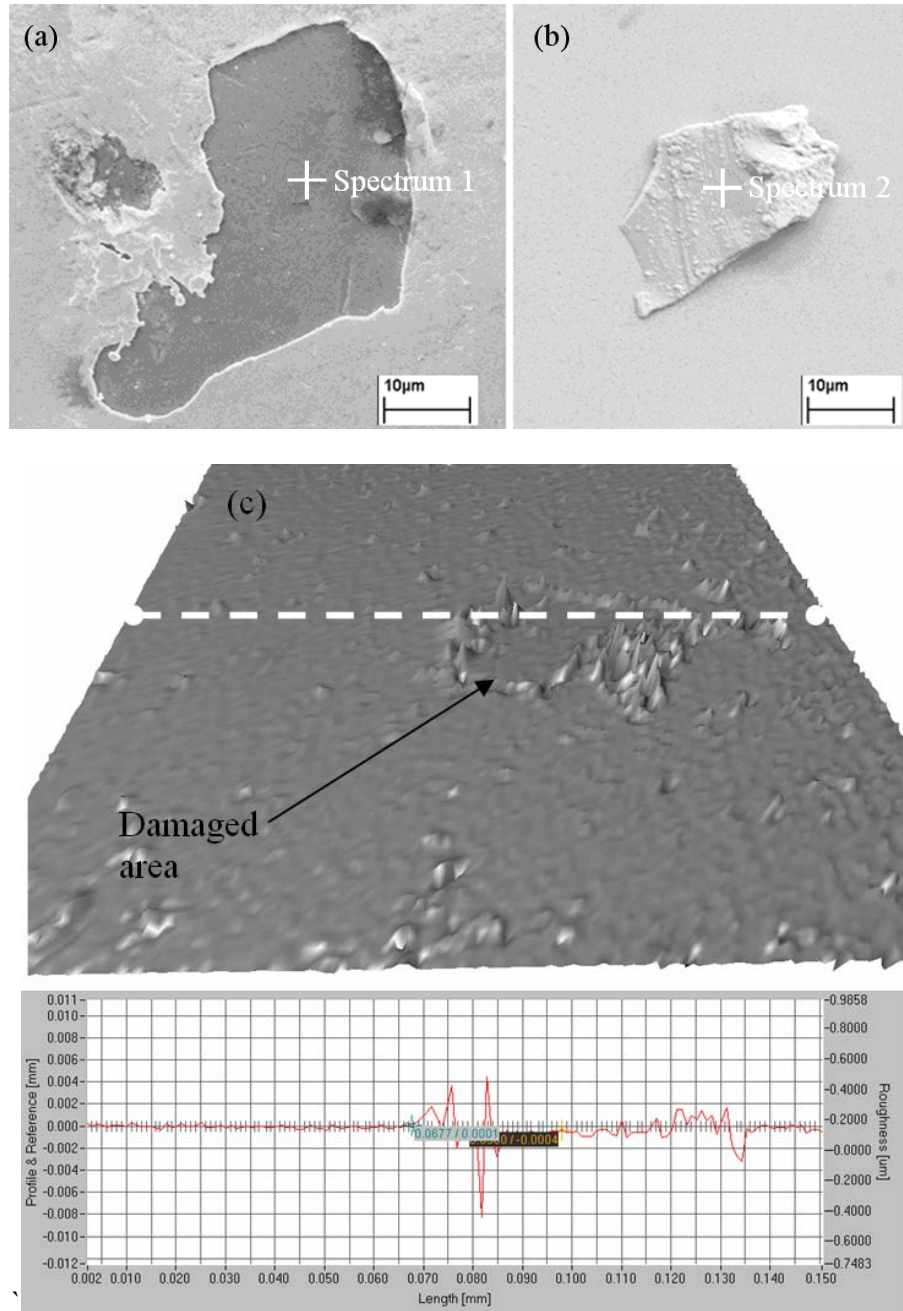 (a)
Spectrum 1
10µm
(b)
Spectrum 2
10µm
(c)
Damaged
area
0.011
0.008
0.006
0.004
0.002
0.000
-0.002
-0.004
-0.006
-0.008
-0.010
-0.012
Profile & Reference [mm]
0.0677 / 0.0001
/ -0.0004
0.9858
0.8000
0.6000
0.4000
0.2000
-0.0000
-0.2000
-0.4000
-0.6000
-0.7483
Roughness [um]
0.002 0.010 0.020 0.030 0.040 0.050 0.060 0.070 0.080 0.090 0.100 0.110 0.120 0.130 0.140 0.150
Length [mm]